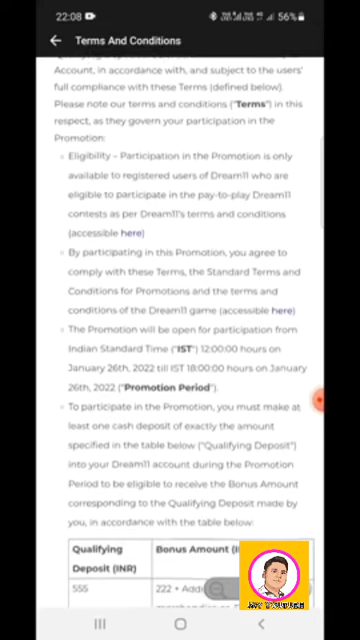 22:08
56%
Terms And Conditions
Account, in accordance with, and subject to the users'
full compliance with these Terms (defined below).
Please note our terms and conditions ("Terms") in this
respect, as they govern your participation in the
Promotion:
Eligibility – Participation in the Promotion is only
available to registered users of Dream11 who are
eligible to participate in the pay-to-play Dream11
contests as per Dream11's terms and conditions
(accessible here)
By participating in this Promotion, you agree to
comply with these Terms, the Standard Terms and
Conditions for Promotions and the terms and
conditions of the Dream11 game (accessible here)
The Promotion will be open for participation from
Indian Standard Time ("IST") 12:00:00 hours on
January 26th, 2022 till IST 18:00:00 hours on January
26th, 2022 ("Promotion Period").
To participate in the Promotion, you must make at
least one cash deposit of exactly the amount
specified in the table below ("Qualifying Deposit")
into your Dream11 account during the Promotion
Period to be eligible to receive the Bonus Amount
corresponding to the Qualifying Deposit made by
you, in accordance with the table below:
Qualifying
Deposit (INR)
Bonus Amount (I
555
222 + Addi